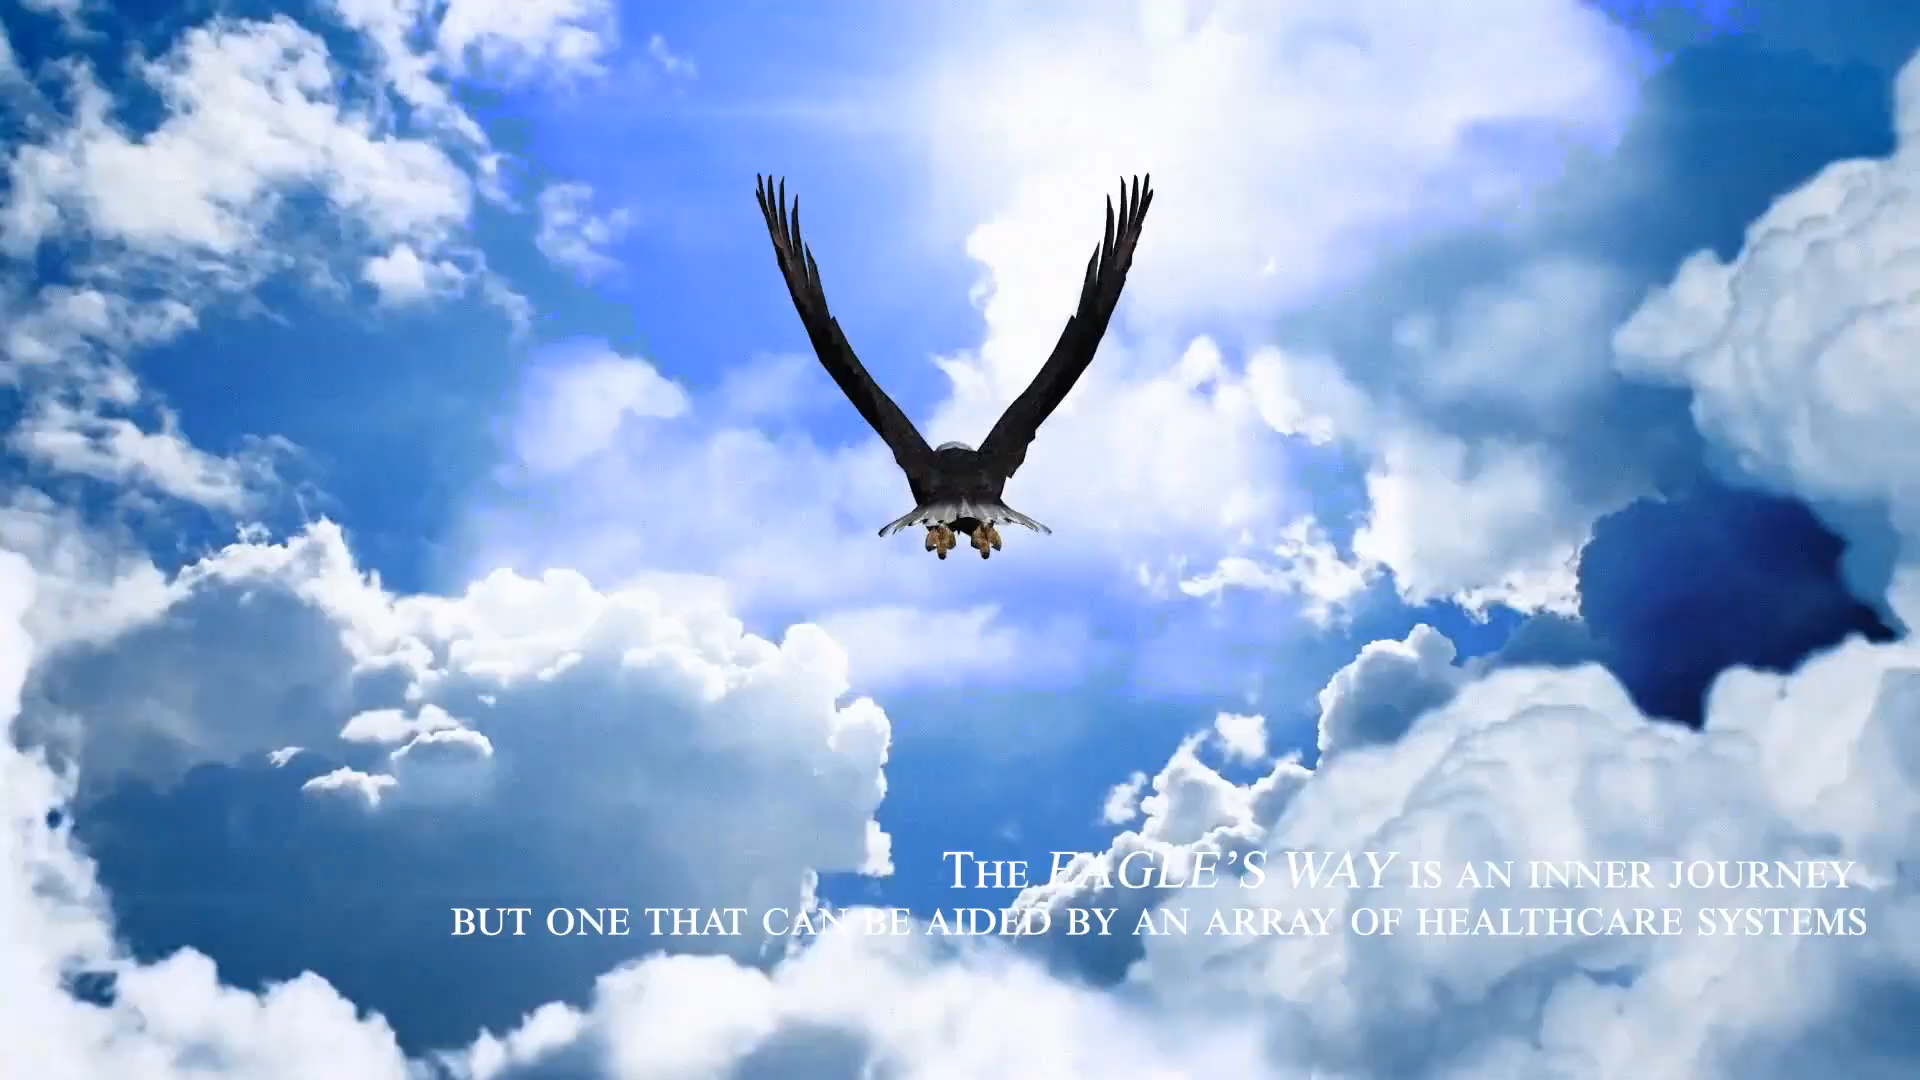 The EAGLE'S WAY is an inner journey
but one that can be aided by an array of healthcare systems